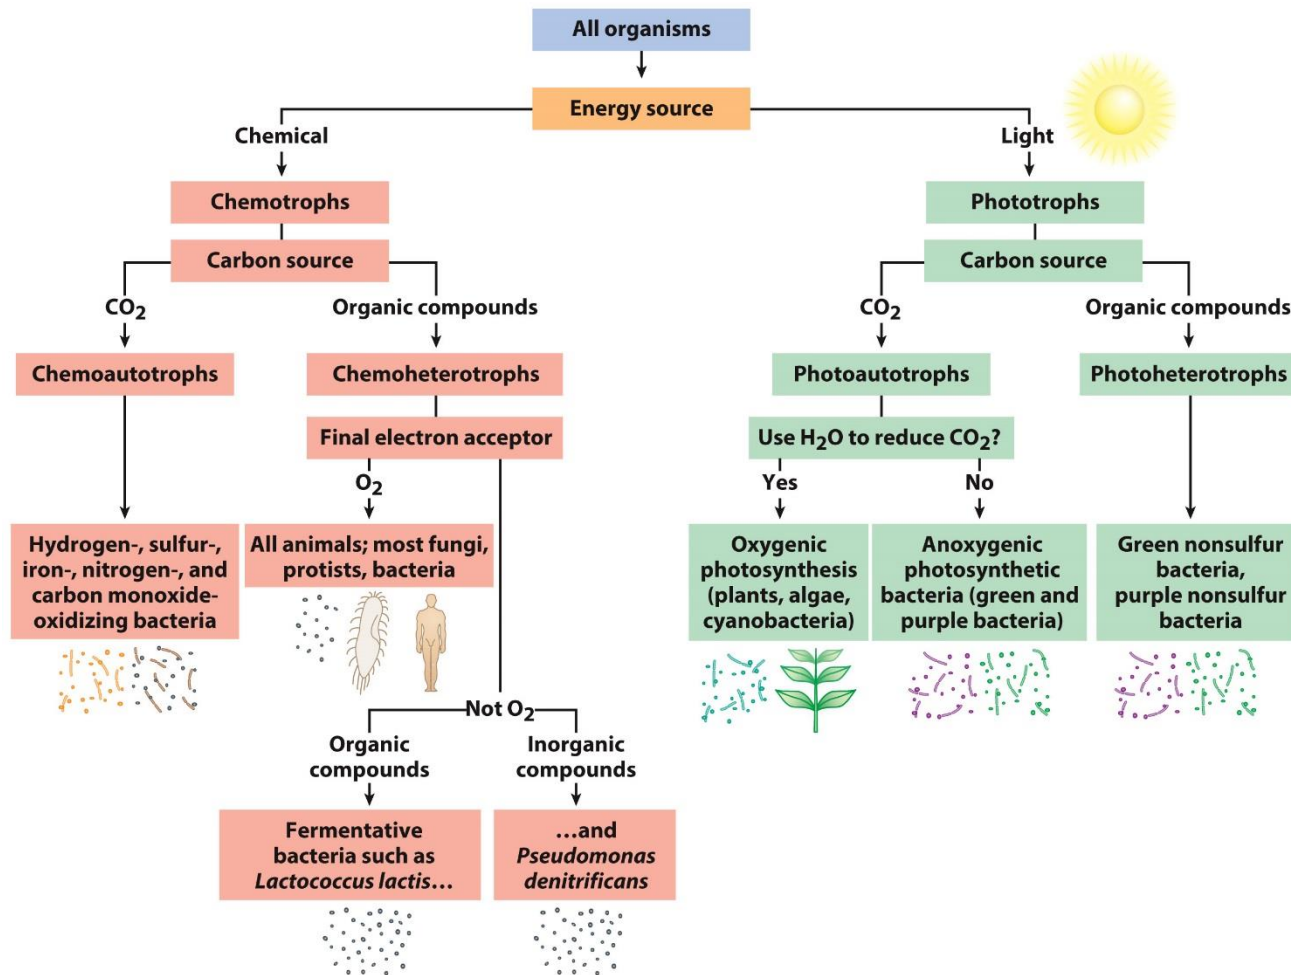 All organisms
Energy source
Chemical
Light
Chemotrophs
Phototrophs
Carbon source
Carbon source
CO2
Organic compounds
CO2
Organic compounds
Chemoautotrophs
Chemoheterotrophs
Photoautotrophs
Photoheterotrophs
Final electron acceptor
Use H2O to reduce CO2?
O2
Yes
No
Hydrogen-, sulfur-,
iron-, nitrogen-, and
carbon monoxide-
oxidizing bacteria
All animals; most fungi,
protists, bacteria
Oxygenic
photosynthesis
(plants, algae,
cyanobacteria)
Anoxygenic
photosynthetic
bacteria (green and
purple bacteria)
Green nonsulfur
bacteria,
purple nonsulfur
bacteria
Not O2
Organic
compounds
Inorganic
compounds
Fermentative
bacteria such as
Lactococcus lactis…
…and
Pseudomonas
denitrificans